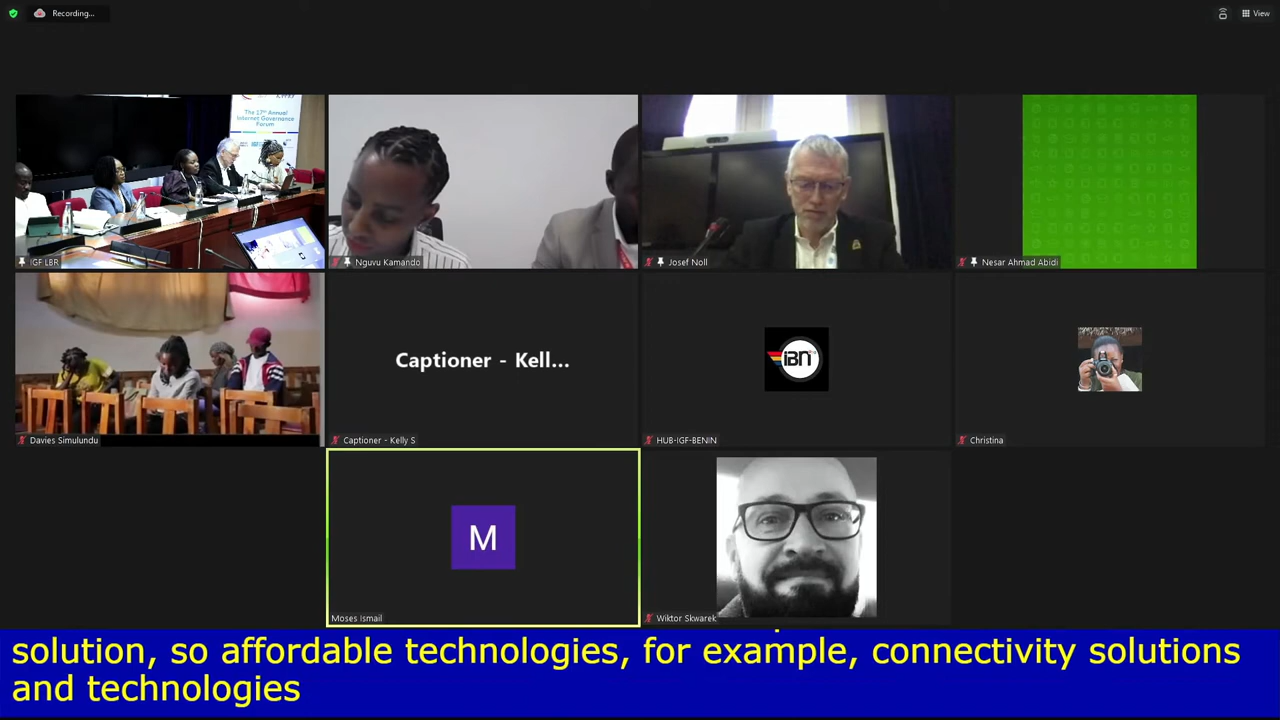 Recording...
View
The 17th Annual
Internet Governance
Forum
IGF LBR
Nguvu Kamando
Josef Noll
Nesar Ahmad Abidi
Davies Simulundu
Captioner - Kell...
Captioner - Kelly S
iBN
HUB-IGF-BENIN
Christina
M
Moses Ismail
Wiktor Skwarek
solution, so affordable technologies, for example, connectivity solutions
and technologies